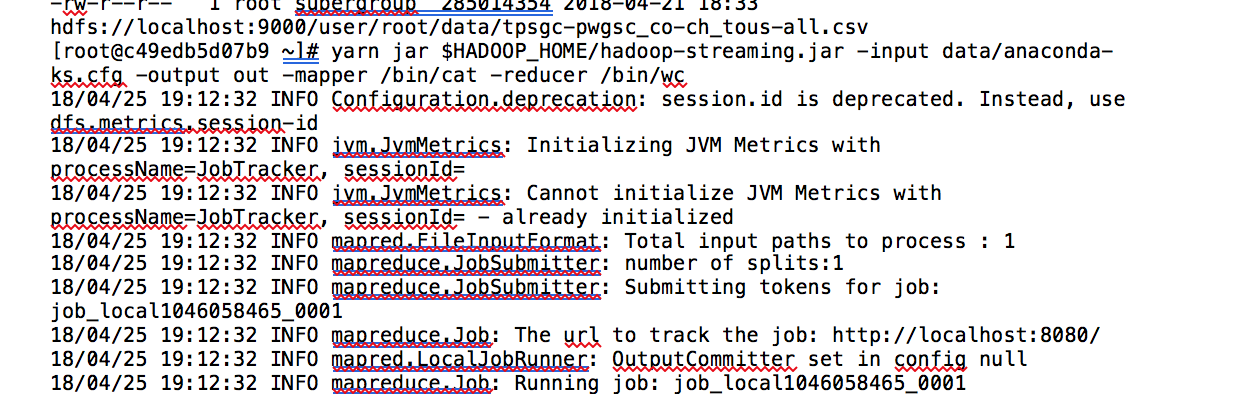 -rw-r--r-- 1 root supergroup 285014354 2018-04-21 18:33
hdfs://localhost:9000/user/root/data/tpsgc-pwgsc_co-ch_tous-all.csv
[root@c49edb5d07b9 ~]# yarn jar $HADOOP_HOME/hadoop-streaming.jar -input data/anaconda-
ks.cfg -output out -mapper /bin/cat -reducer /bin/wc
18/04/25 19:12:32 INFO Configuration.deprecation: session.id is deprecated. Instead, use
dfs.metrics.session-id
18/04/25 19:12:32 INFO jvm.JvmMetrics: Initializing JVM Metrics with
processName=JobTracker, sessionId=
18/04/25 19:12:32 INFO jvm.JvmMetrics: Cannot initialize JVM Metrics with
processName=JobTracker, sessionId= - already initialized
18/04/25 19:12:32 INFO mapred.FileInputFormat: Total input paths to process : 1
18/04/25 19:12:32 INFO mapreduce.JobSubmitter: number of splits:1
18/04/25 19:12:32 INFO mapreduce.JobSubmitter: Submitting tokens for job:
job_local1046058465_0001
18/04/25 19:12:32 INFO mapreduce.Job: The url to track the job: http://localhost:8080/
18/04/25 19:12:32 INFO mapred.LocalJobRunner: OutputCommitter set in config null
18/04/25 19:12:32 INFO mapreduce.Job: Running job: job_local1046058465_0001